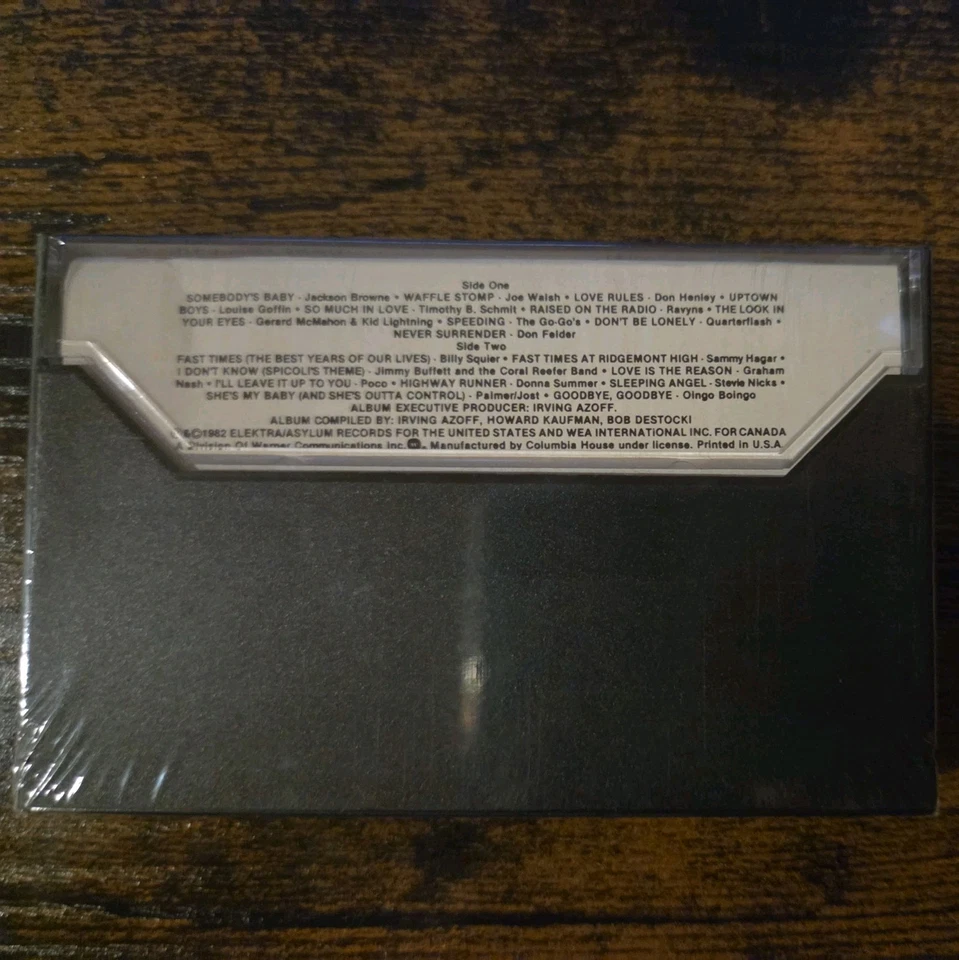 Side One
SOMEBODY'S BABY - Jackson Browne • WAFFLE STOMP - Joe Walsh • LOVE RULES - Don Henley • UPTOWN
BOYS - Louise Goffin • SO MUCH IN LOVE - Timothy B. Schmit • RAISED ON THE RADIO - Ravyns • THE LOOK IN
YOUR EYES - Gerard McMahon & Kid Lightning • SPEEDING - The Go-Go's • DON'T BE LONELY - Quarterflash •
NEVER SURRENDER - Don Felder
Side Two
FAST TIMES (THE BEST YEARS OF OUR LIVES) - Billy Squier • FAST TIMES AT RIDGEMONT HIGH - Sammy Hagar •
I DON'T KNOW (SPICOLI'S THEME) - Jimmy Buffett and the Coral Reefer Band • LOVE IS THE REASON - Graham
Nash • I'LL LEAVE IT UP TO YOU - Poco • HIGHWAY RUNNER - Donna Summer • SLEEPING ANGEL - Stevie Nicks •
SHE'S MY BABY (AND SHE'S OUTTA CONTROL) - Palmer/Jost • GOODBYE, GOODBYE - Oingo Boingo
ALBUM EXECUTIVE PRODUCER: IRVING AZOFF.
ALBUM COMPILED BY: IRVING AZOFF, HOWARD KAUFMAN, BOB DESTOCKI
&©1982 ELEKTRA/ASYLUM RECORDS FOR THE UNITED STATES AND WEA INTERNATIONAL INC. FOR CANADA
A Division Of Warner Communications Inc. • Manufactured by Columbia House under license. Printed in U.S.A.